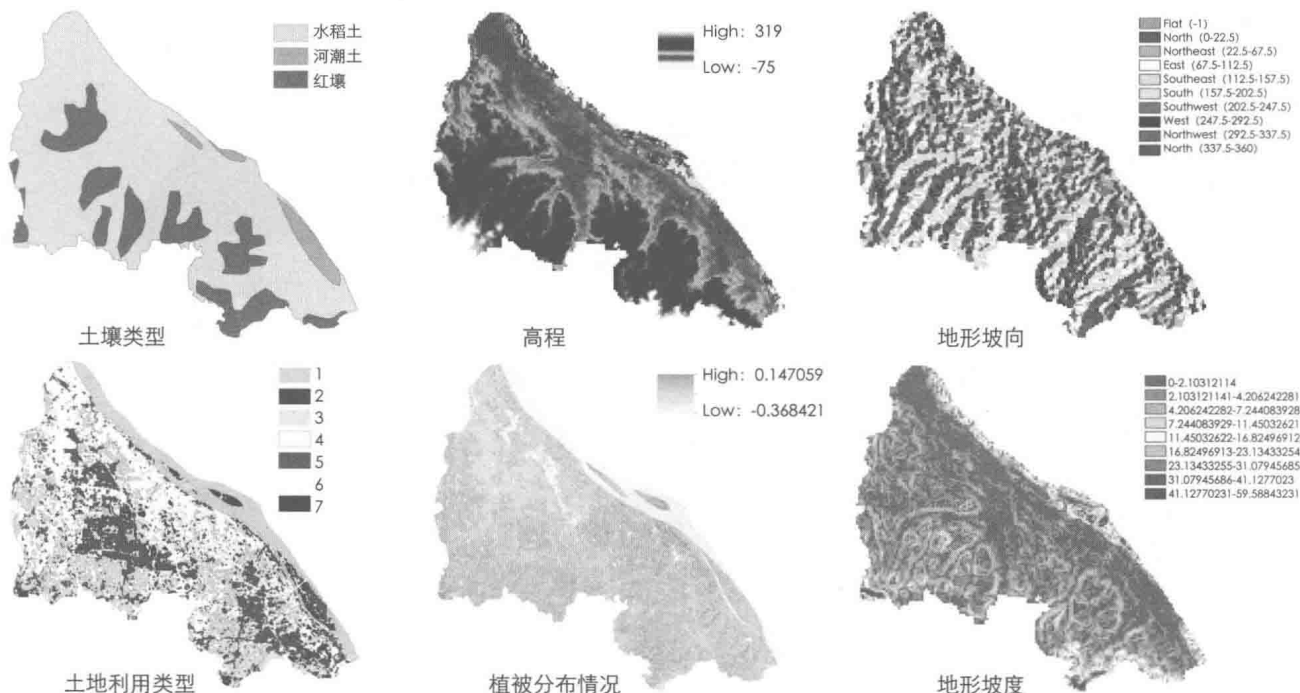 水稻土
河潮土
红壤
土壤类型
High: 319
Low: -75
高程
Flat (-1)
North (0-22.5)
Northeast (22.5-67.5)
East (67.5-112.5)
Southeast (112.5-157.5)
South (157.5-202.5)
Southwest (202.5-247.5)
West (247.5-292.5)
Northwest (292.5-337.5)
North (337.5-360)
地形坡向
1
2
3
4
5
6
7
土地利用类型
High: 0.147059
Low: -0.368421
植被分布情况
0-2.10312114
2.103121141-4.206242281
4.206242282-7.244083928
7.244083929-11.45032621
11.45032622-16.82496912
16.82496913-23.13433254
23.13433255-31.07945685
31.07945686-41.1277023
41.12770231-59.58843231
地形坡度